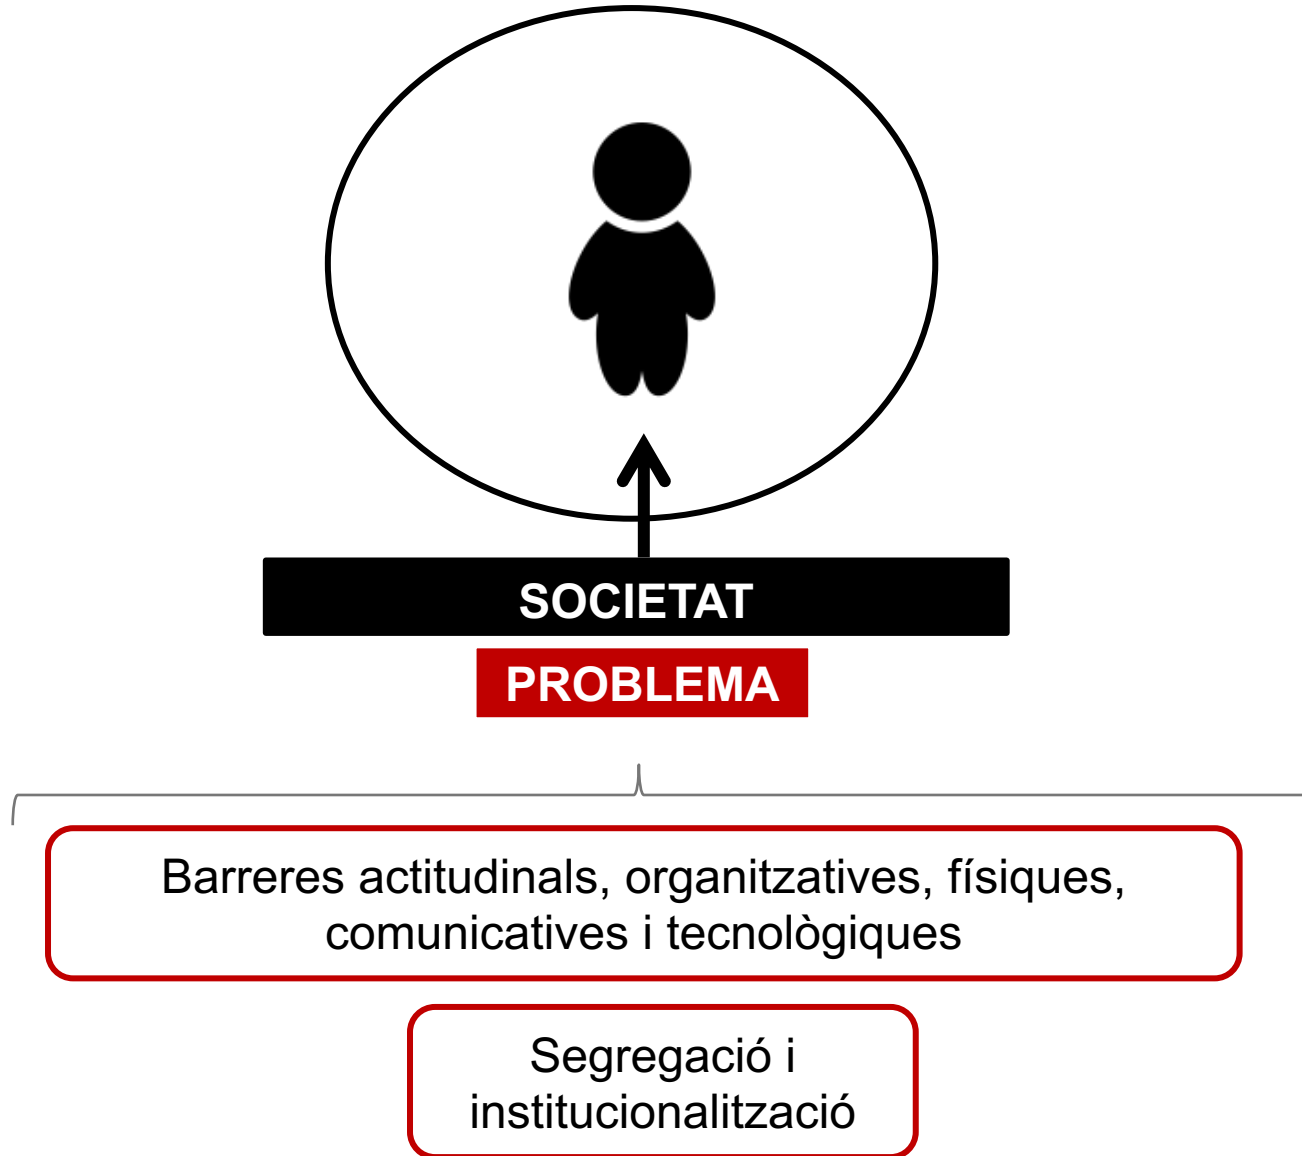 SOCIETAT
PROBLEMA
Barreres actitudinals, organitzatives, físiques,
comunicatives i tecnològiques
Segregació i
institucionalització